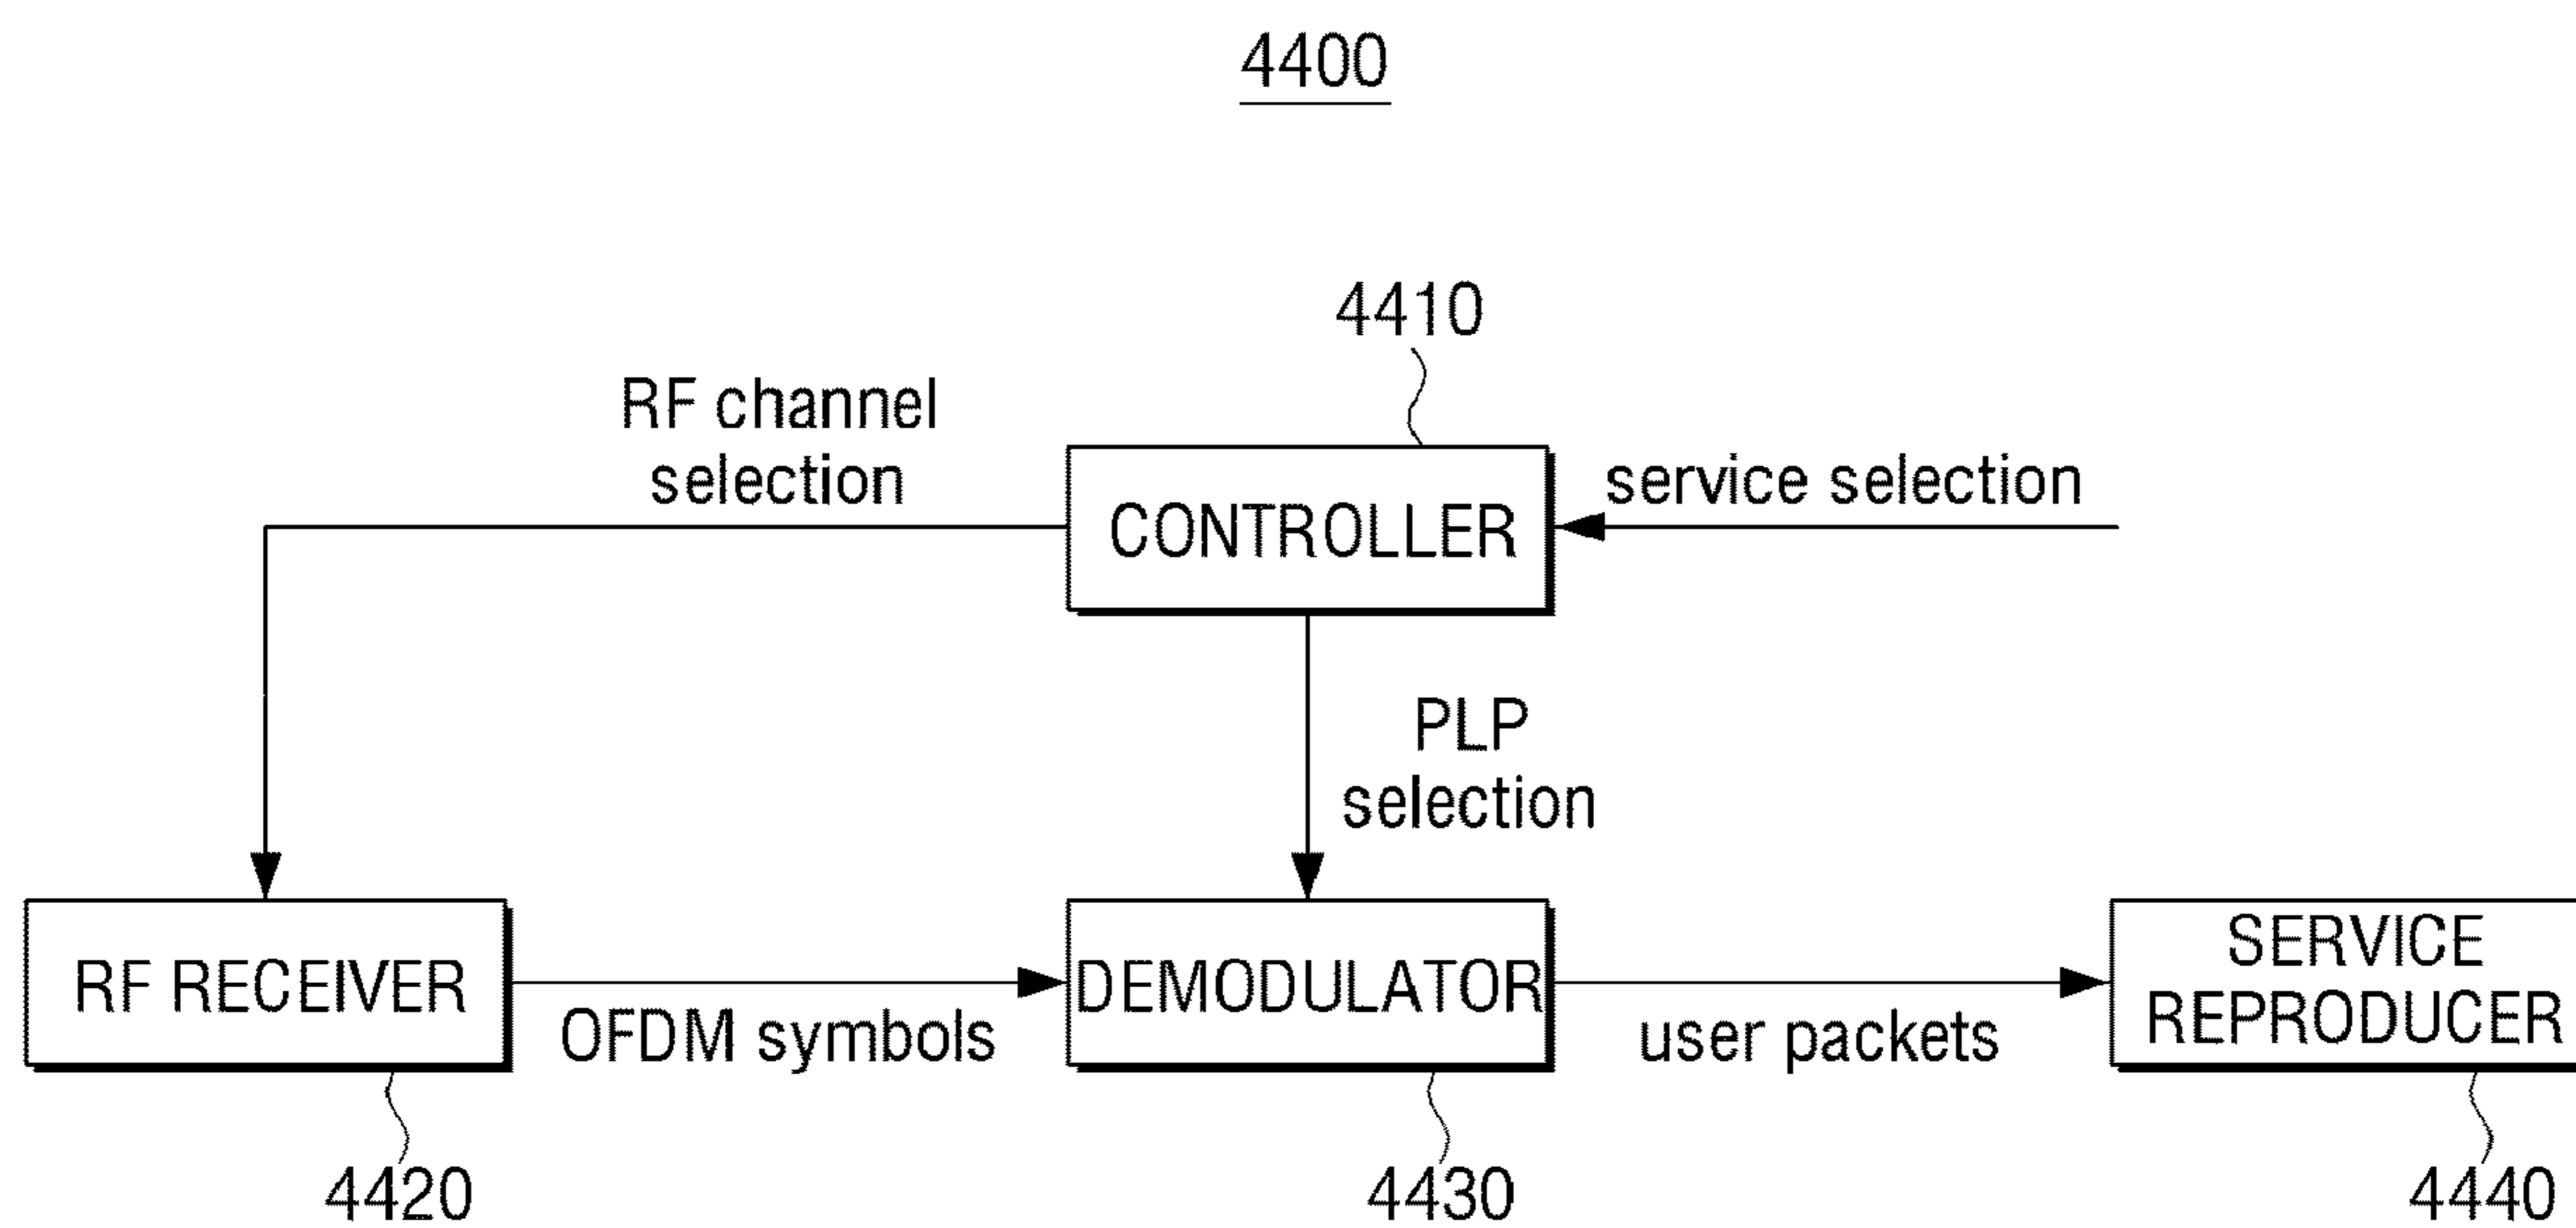 4400
4410
RF channel
selection
CONTROLLER
service selection
PLP
selection
RF RECEIVER
OFDM symbols
DEMODULATOR
user packets
SERVICE
REPRODUCER
4420
4430
4440